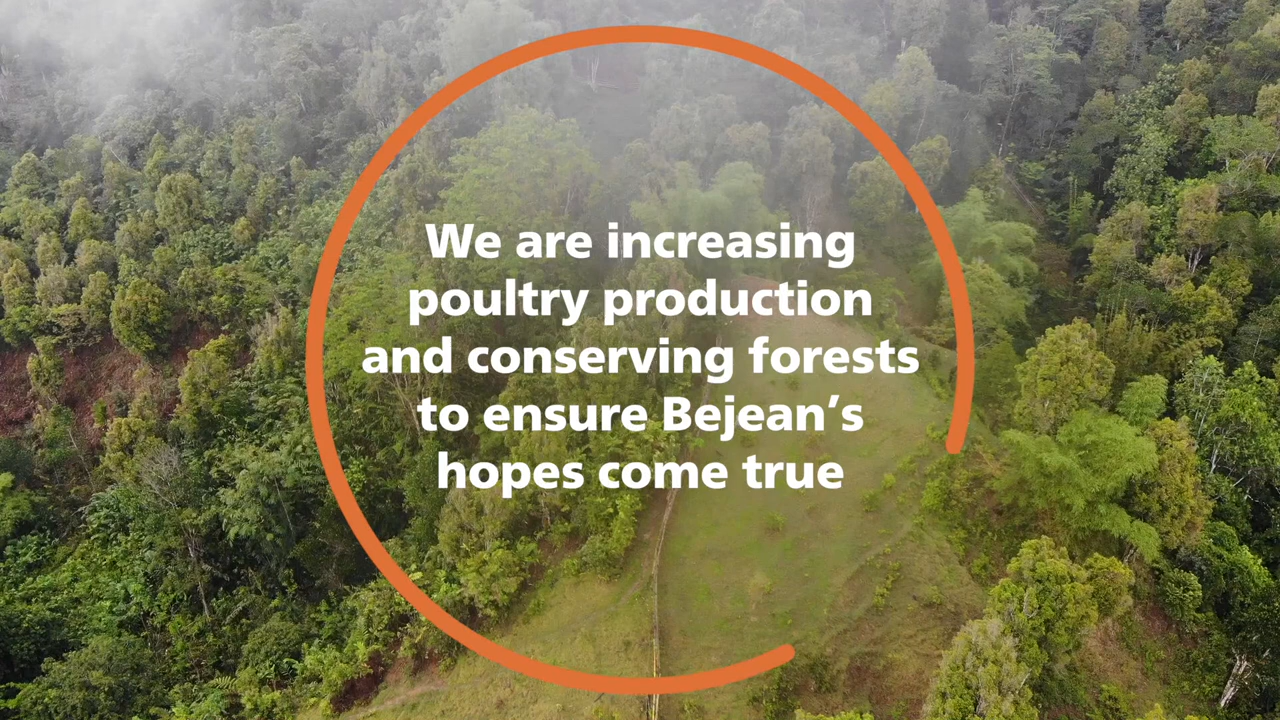 We are increasing
poultry production
and conserving forests
to ensure Bejean’s
hopes come true